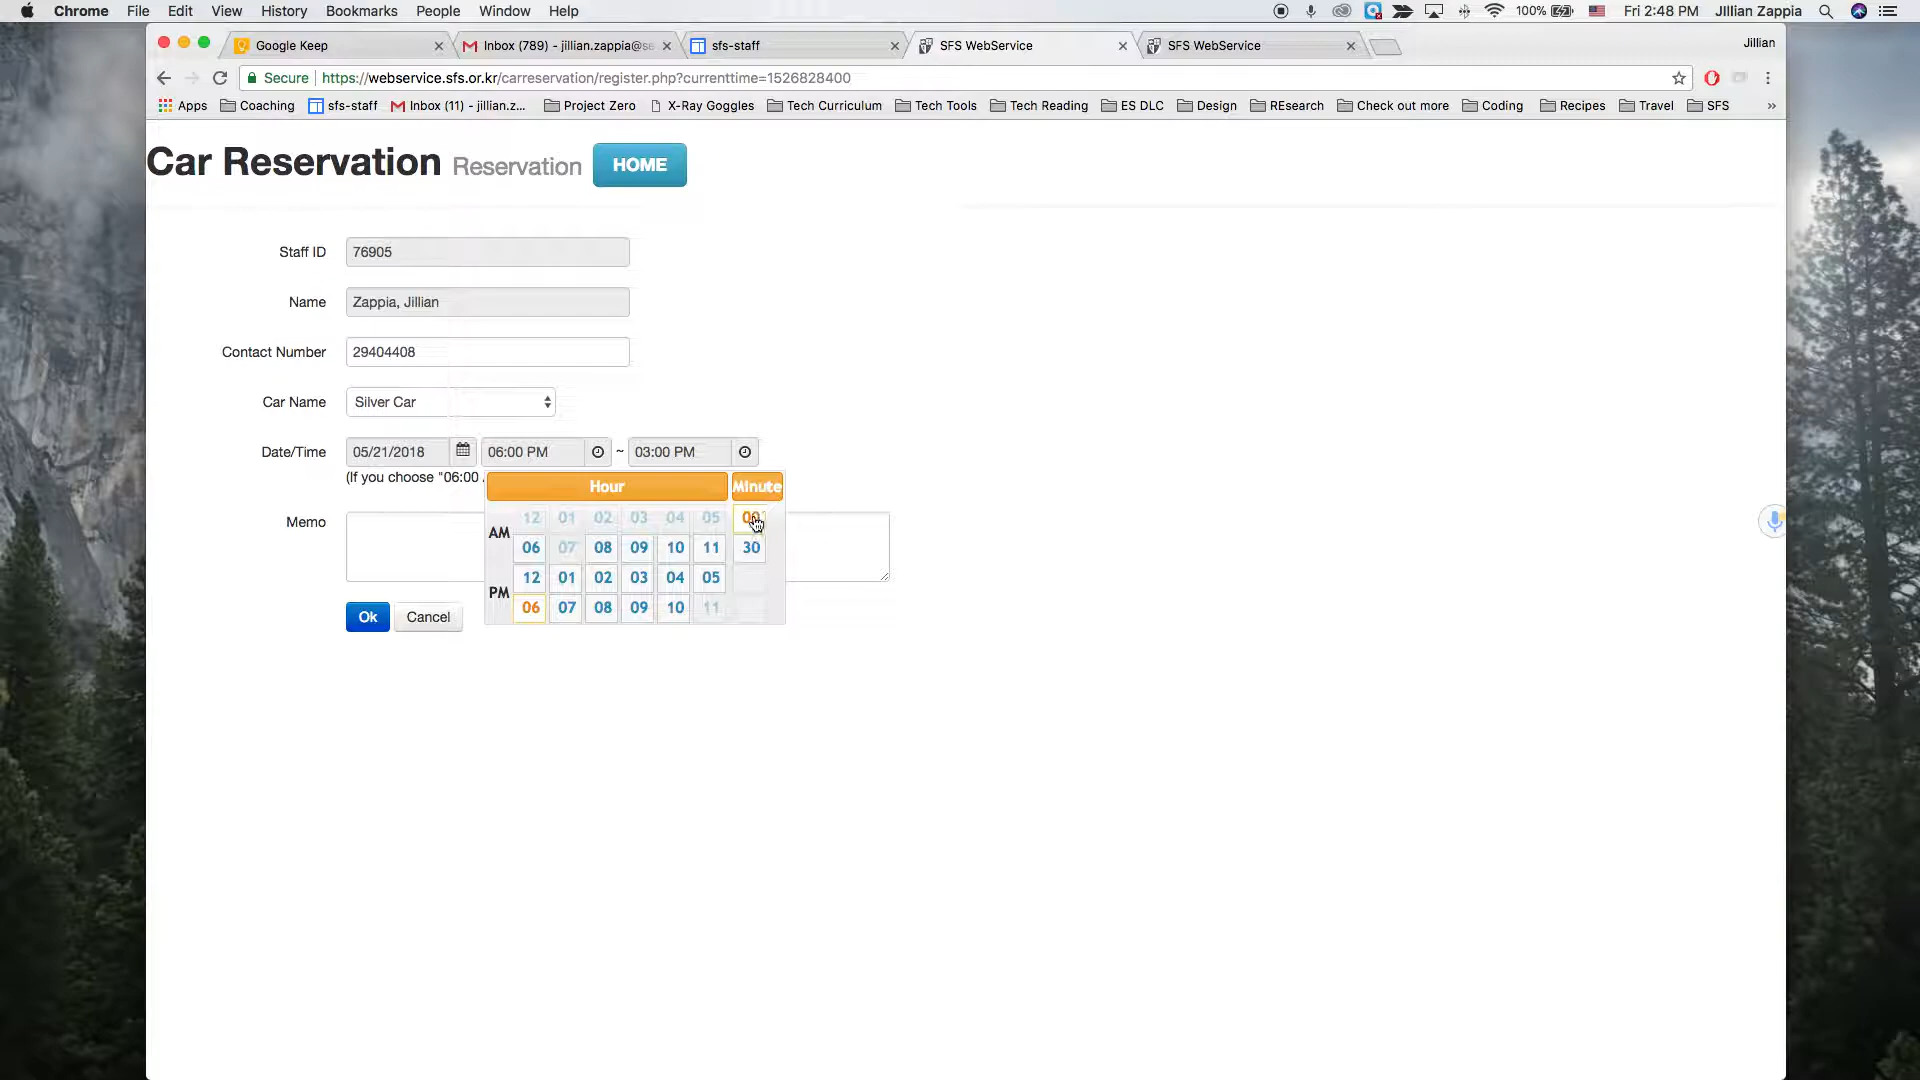 Chrome File Edit View History Bookmarks People Window Help 100% Fri 2:48 PM JIllian Zappia
Google Keep Inbox (789) - jillian.zappia@se sfs-staff SFS WebService SFS WebService Jillian
Secure https://webservice.sfs.or.kr/carreservation/register.php?currenttime=1526828400
Apps Coaching sfs-staff Inbox (11) - jillian.z... Project Zero X-Ray Goggles Tech Curriculum Tech Tools Tech Reading ES DLC Design REsearch Check out more Coding Recipes Travel SFS »
Car Reservation Reservation HOME
Staff ID 76905
Name Zappia, Jillian
Contact Number 29404408
Car Name Silver Car
Date/Time 05/21/2018 06:00 PM ~ 03:00 PM
(If you choose "06:00
Hour Minute
Memo
AM
12 01 02 03 04 05 00
06 07 08 09 10 11 30
PM
12 01 02 03 04 05
06 07 08 09 10 11
Ok Cancel